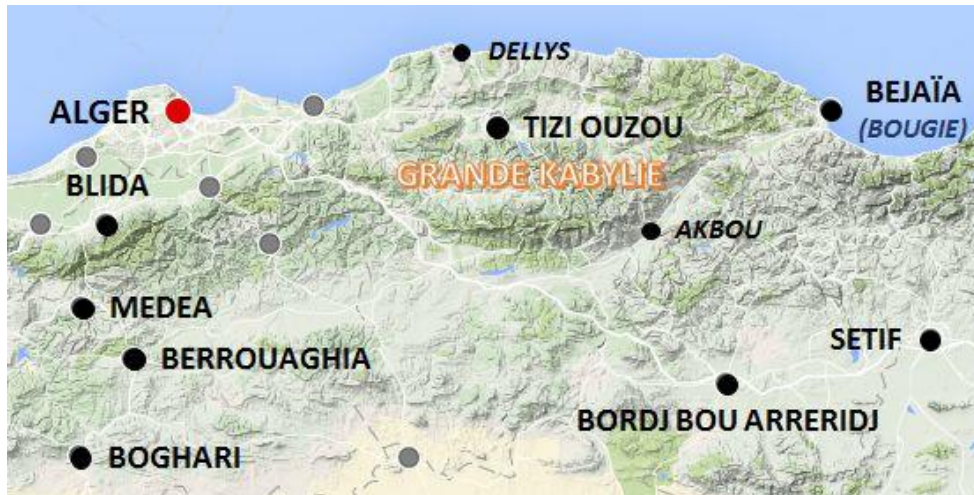 DELLYS
ALGER
BEJAÏA
(BOUGIE)
TIZI OUZOU
GRANDE KABYLIE
BLIDA
AKBOU
MEDEA
SETIF
BERROUAGHIA
BORDJ BOU ARRERIDJ
BOGHARI